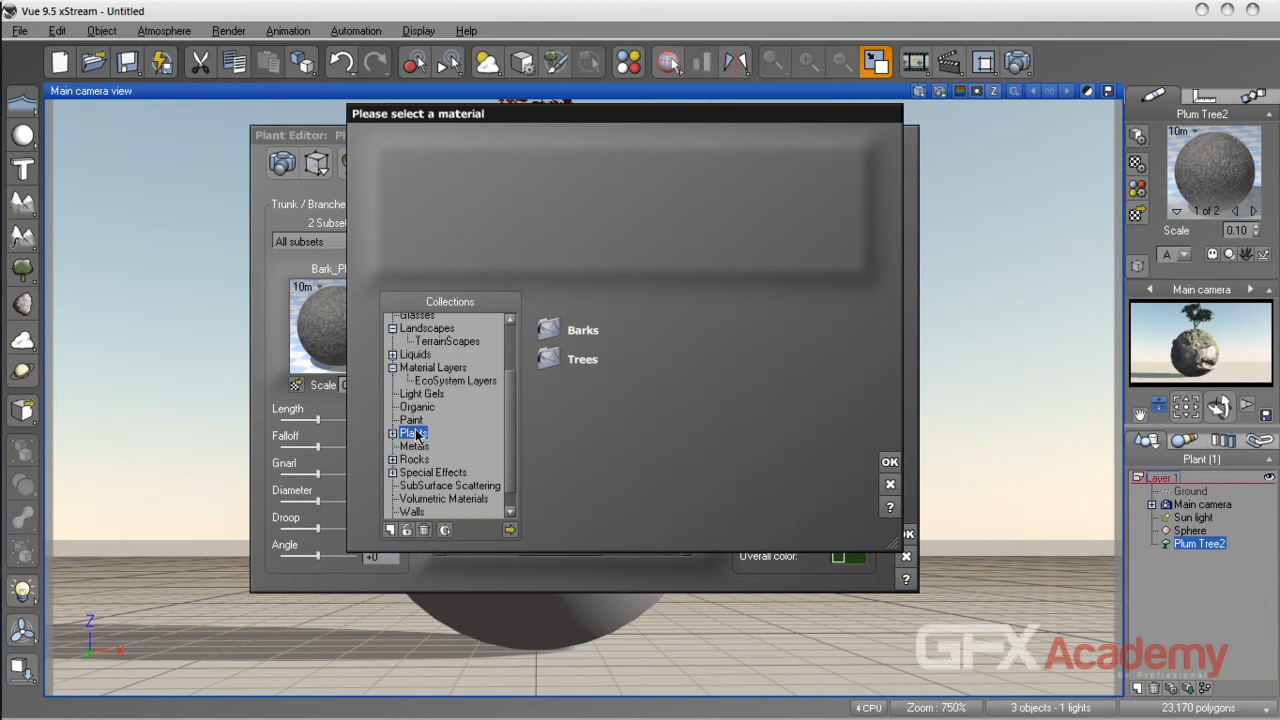 Vue 9.5 xStream - Untitled
File Edit Object Atmosphere Render Animation Automation Display Help
Main camera view
Please select a material
Plant Editor:
Trunk / Branche
2 Subset
All subsets
Bark_Pl
10m
Scale
Length
Falloff
Gnarl
Diameter
Droop
Angle
+0
Collections
Glasses
Landscapes
TerrainScapes
Liquids
Material Layers
EcoSystem Layers
Light Gels
Organic
Paint
Plants
Metals
Rocks
Special Effects
SubSurface Scattering
Volumetric Materials
Walls
Barks
Trees
OK
?
OK
Overall color:
?
Plum Tree2
10m
1 of 2
Scale 0.10
A
Main camera
Plant (1)
Layer 1
Ground
Main camera
Sun light
Sphere
Plum Tree2
Z
X
GFXAcademy
Be Professional
4 CPU Zoom : 750% 3 objects - 1 lights 23,170 polygons